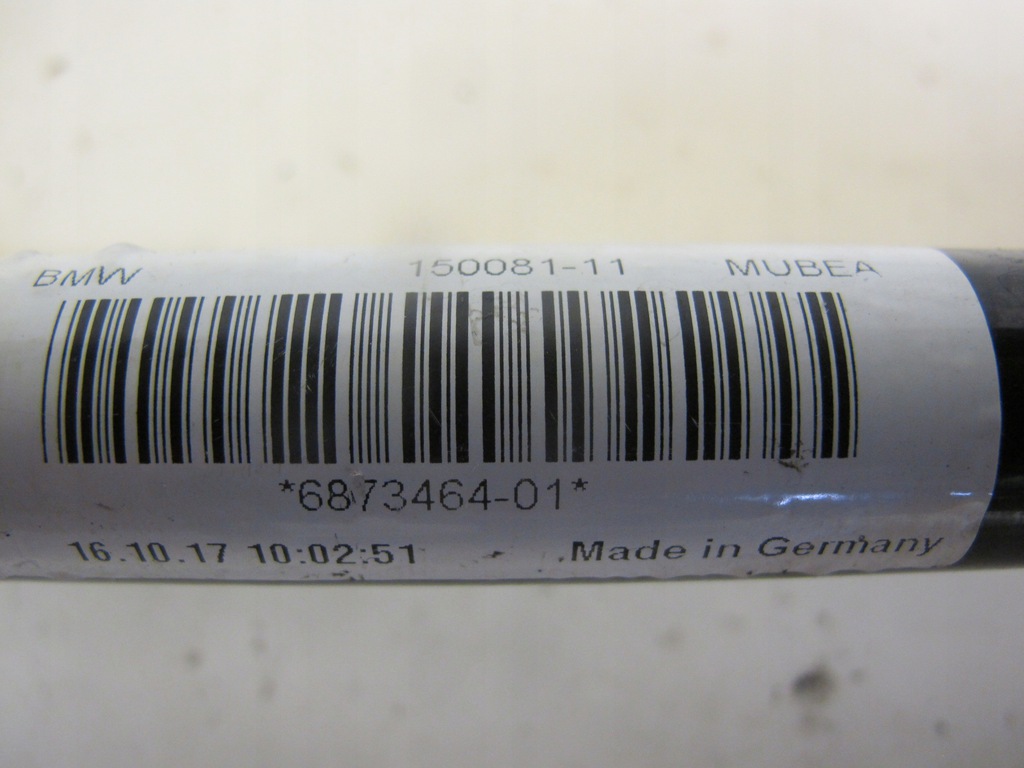 BMW 150081-11 MUBEA
*6873464-01*
16.10.17 10:02:51 Made in Germany